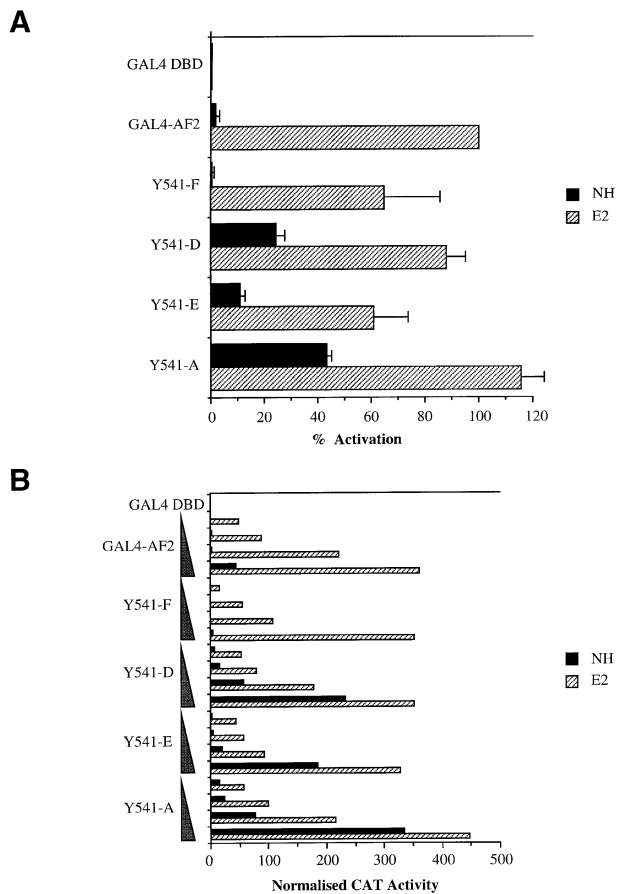 A
GAL4 DBD
GAL4-AF2
Y541-F
Y541-D
Y541-E
Y541-A
NH
E2
0 20 40 60 80 100 120
% Activation
B
GAL4 DBD
GAL4-AF2
Y541-F
Y541-D
Y541-E
Y541-A
NH
E2
0 100 200 300 400 500
Normalised CAT Activity